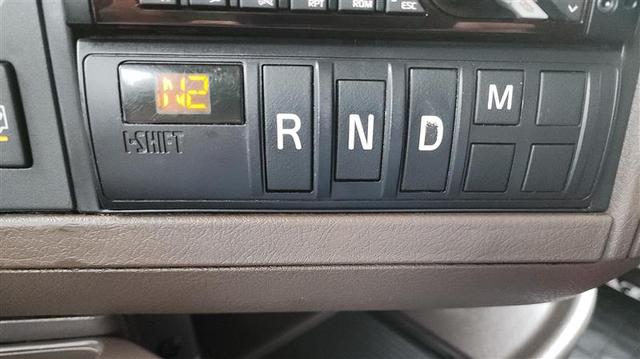 RPT RDM ESC
N2
I-SHIFT
R N D M